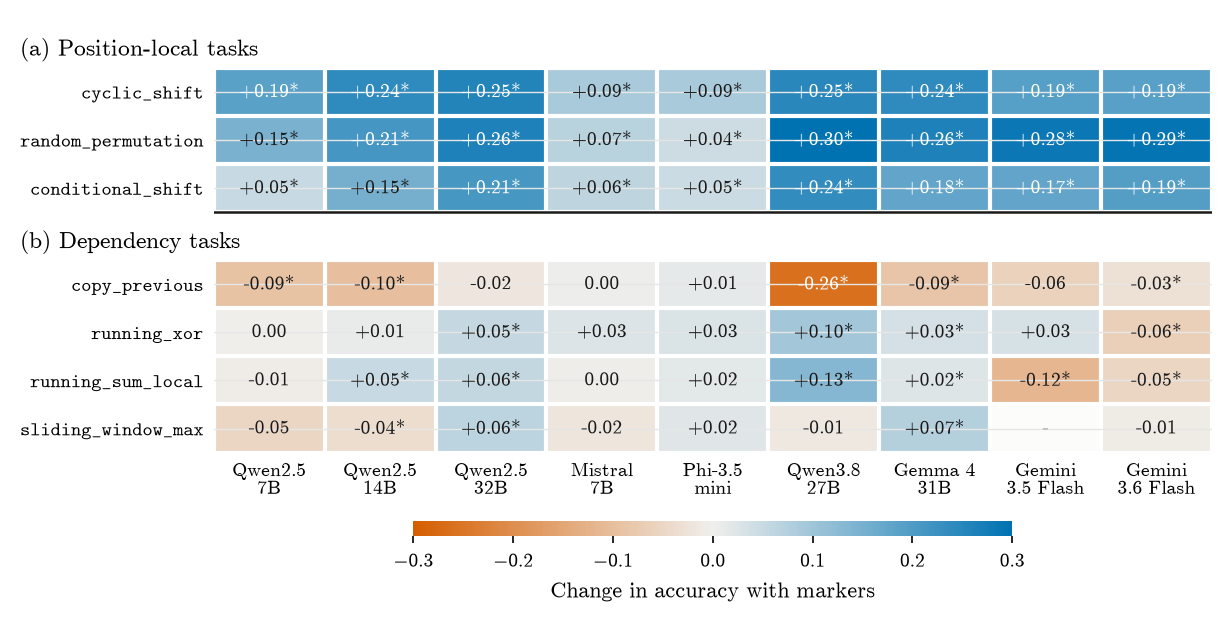 (a) Position-local tasks
cyclic_shift +0.19* +0.24* +0.25* +0.09* +0.09* +0.25* +0.24* +0.19* +0.19*
random_permutation +0.15* +0.21* +0.26* +0.07* +0.04* +0.30* +0.26* +0.28* +0.29*
conditional_shift +0.05* +0.15* +0.21* +0.06* +0.05* +0.24* +0.18* +0.17* +0.19*
(b) Dependency tasks
copy_previous -0.09* -0.10* -0.02 0.00 +0.01 -0.26* -0.09* -0.06 -0.03*
running_xor 0.00 +0.01 +0.05* +0.03 +0.03 +0.10* +0.03* +0.03 -0.06*
running_sum_local -0.01 +0.05* +0.06* 0.00 +0.02 +0.13* +0.02* -0.12* -0.05*
sliding_window_max -0.05 -0.04* +0.06* -0.02 +0.02 -0.01 +0.07* - -0.01
Qwen2.5 Qwen2.5 Qwen2.5 Mistral Phi-3.5 Qwen3.8 Gemma 4 Gemini Gemini
7B 14B 32B 7B mini 27B 31B 3.5 Flash 3.6 Flash
−0.3 −0.2 −0.1 0.0 0.1 0.2 0.3
Change in accuracy with markers